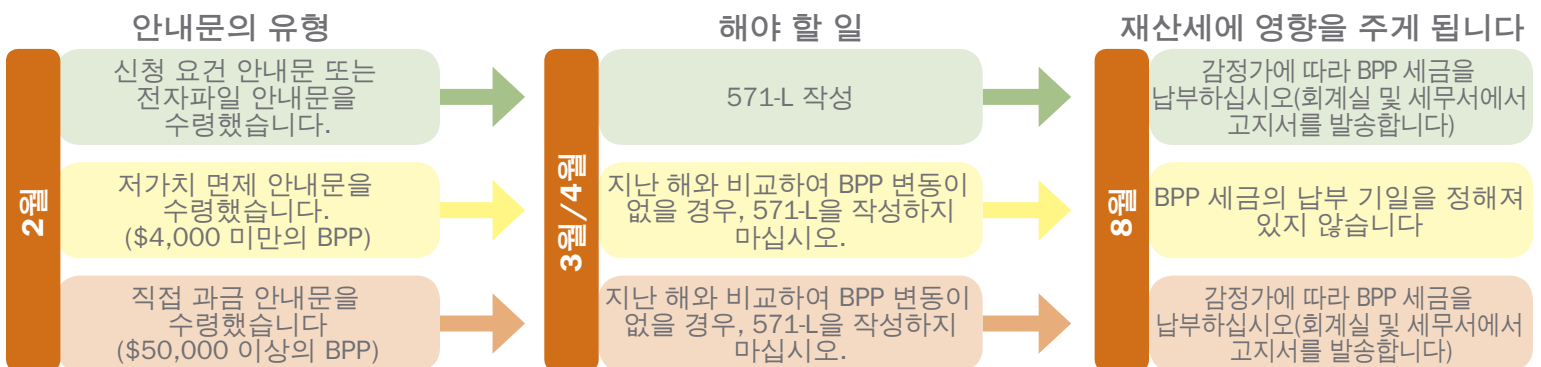 안내문의 유형
해야 할 일
재산세에 영향을 주게 됩니다
2월
신청 요건 안내문 또는
전자파일 안내문을
수령했습니다.
저가치 면제 안내문을
수령했습니다.
($4,000 미만의 BPP)
직접 과금 안내문을
수령했습니다
($50,000 이상의 BPP)
3월/4월
571-L 작성
지난 해와 비교하여 BPP 변동이
없을 경우, 571-L을 작성하지
마십시오.
지난 해와 비교하여 BPP 변동이
없을 경우, 571-L을 작성하지
마십시오.
8월
감정가에 따라 BPP 세금을
납부하십시오(회계실 및 세무서에서
고지서를 발송합니다)
BPP 세금의 납부 기일을 정해져
있지 않습니다
감정가에 따라 BPP 세금을
납부하십시오(회계실 및 세무서에서
고지서를 발송합니다)